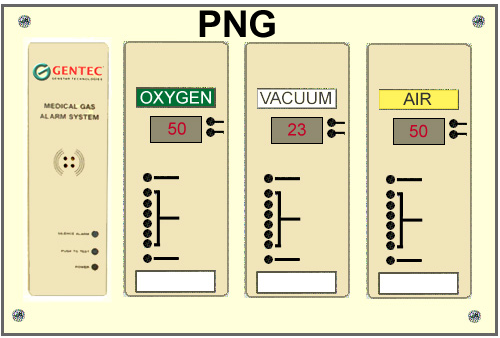 PNG
GENTEC
GENSTAR TECHNOLOGIES
MEDICAL GAS
ALARM SYSTEM
SILENCE ALARM
PUSH TO TEST
POWER
OXYGEN
50
VACUUM
23
AIR
50